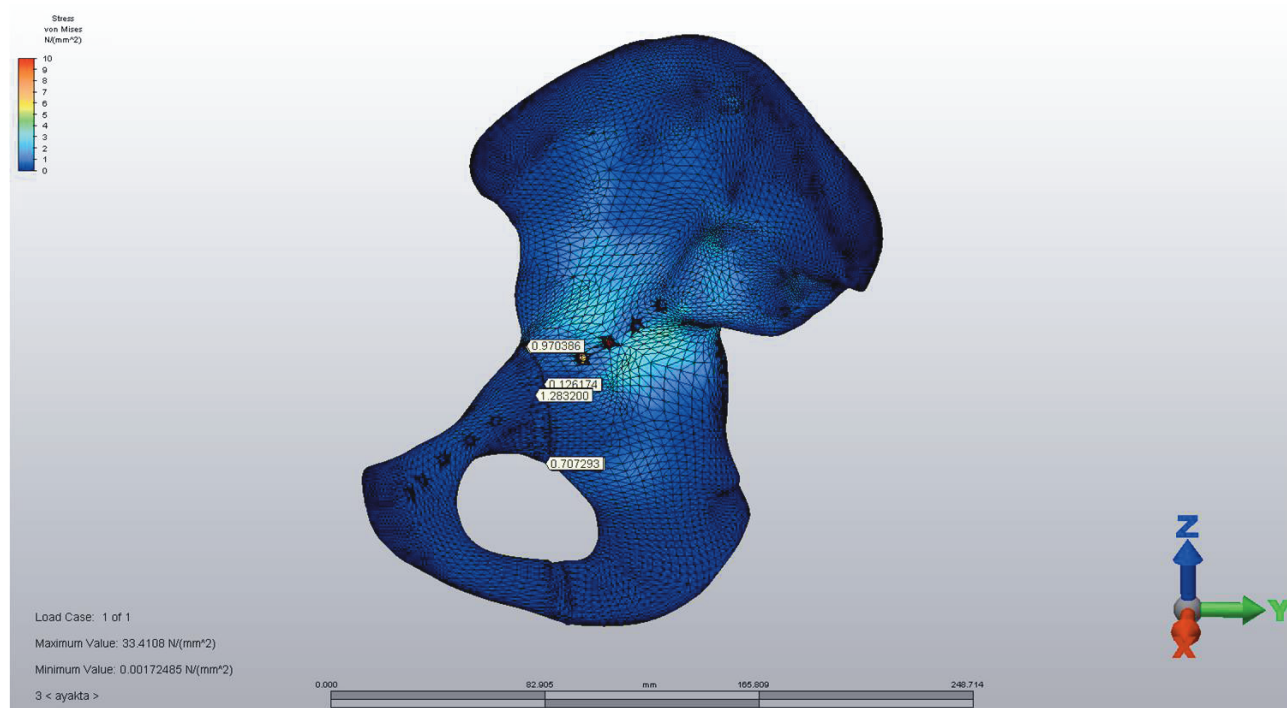 Stress
von Mises
N/(mm^2)
10
9
8
7
6
5
4
3
2
1
0
0.970386
0.126174
1.283200
0.707293
Z
Y
X
Load Case: 1 of 1
Maximum Value: 33.4108 N/(mm^2)
Minimum Value: 0.00172485 N/(mm^2)
3 < ayakta >
0.000 82.905 mm 165.809 248.714